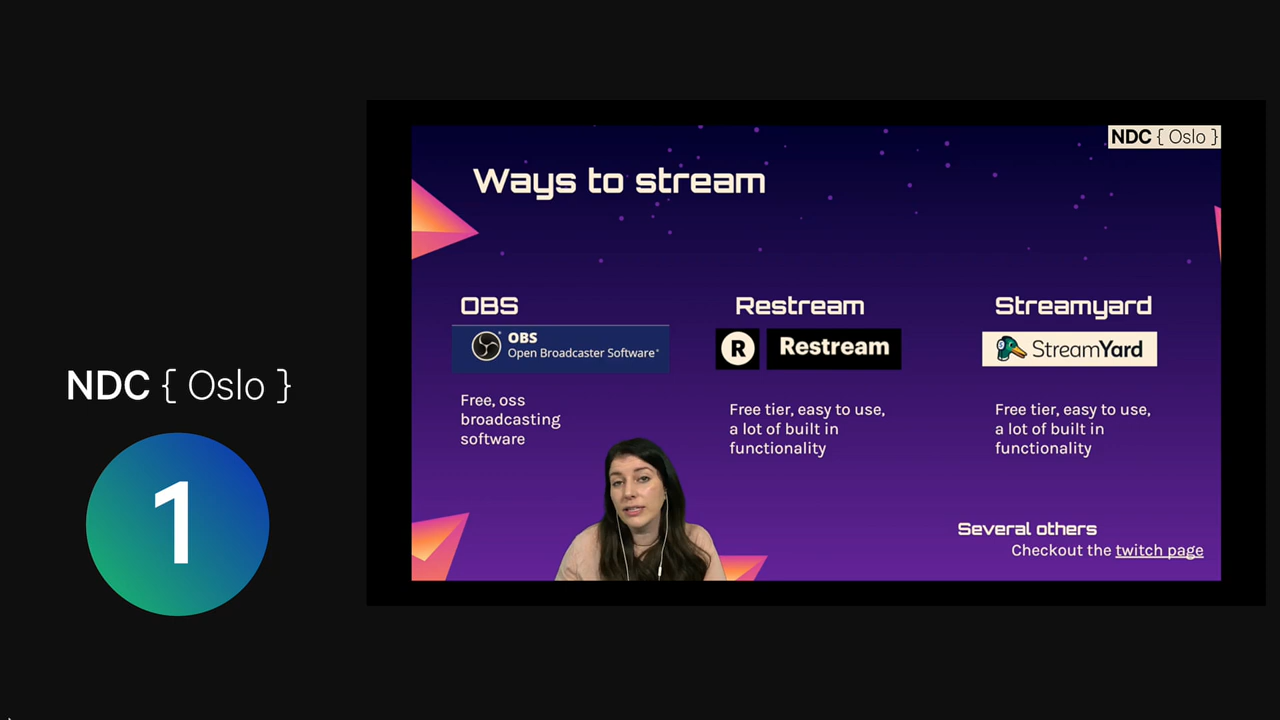 NDC { Oslo }
1
NDC { Oslo }
Ways to stream
OBS
OBS
Open Broadcaster Software
Free, oss
broadcasting
software
Restream
R
Restream
Free tier, easy to use,
a lot of built in
functionality
Streamyard
StreamYard
Free tier, easy to use,
a lot of built in
functionality
Several others
Checkout the twitch page